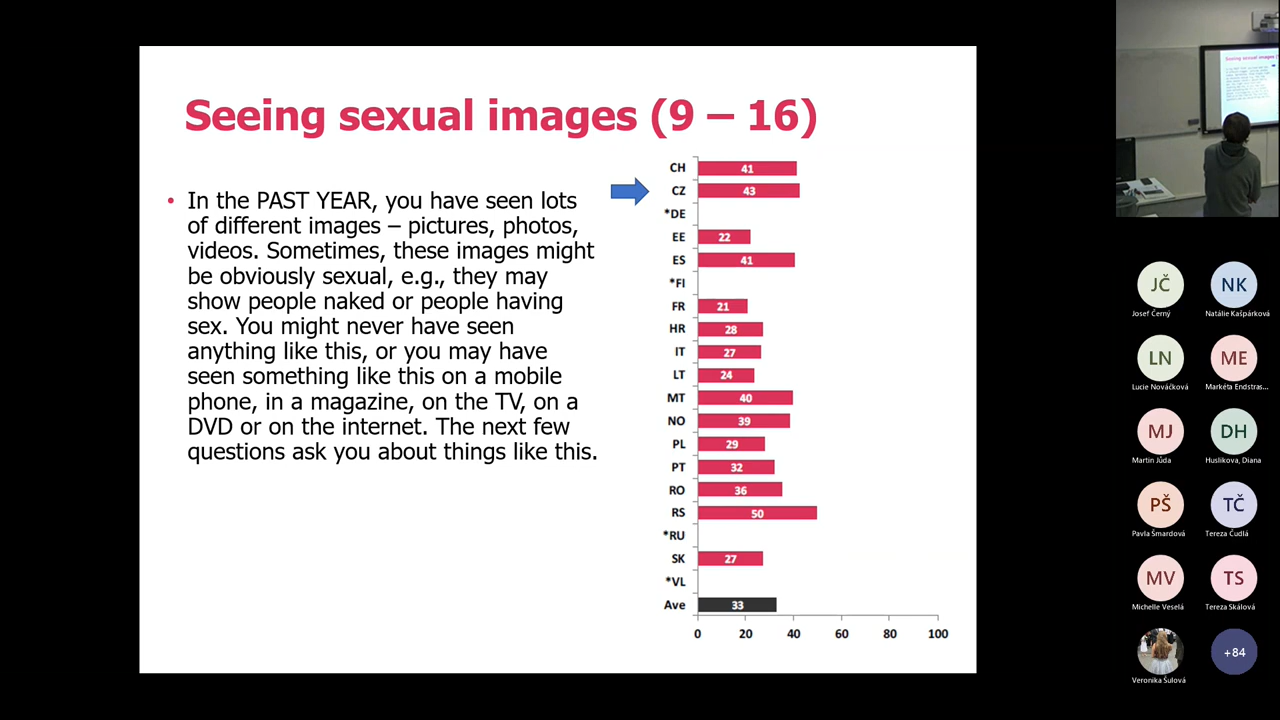 Seeing sexual images (9 – 16)
• In the PAST YEAR, you have seen lots
of different images – pictures, photos,
videos. Sometimes, these images might
be obviously sexual, e.g., they may
show people naked or people having
sex. You might never have seen
anything like this, or you may have
seen something like this on a mobile
phone, in a magazine, on the TV, on a
DVD or on the internet. The next few
questions ask you about things like this.
CH 41
CZ 43
*DE
EE 22
ES 41
*FI
FR 21
HR 28
IT 27
LT 24
MT 40
NO 39
PL 29
PT 32
RO 36
RS 50
*RU
SK 27
*VL
Ave 33
0 20 40 60 80 100
Seeing sexual images (
JČ NK
Josef Černý Natálie Kašpárková
LN ME
Lucie Nováčková Markéta Endstras...
MJ DH
Martin Jůda Huslikova, Diana
PŠ TČ
Pavla Šmardová Tereza Čudlá
MV TS
Michelle Veselá Tereza Skálová
+84
Veronika Šulová